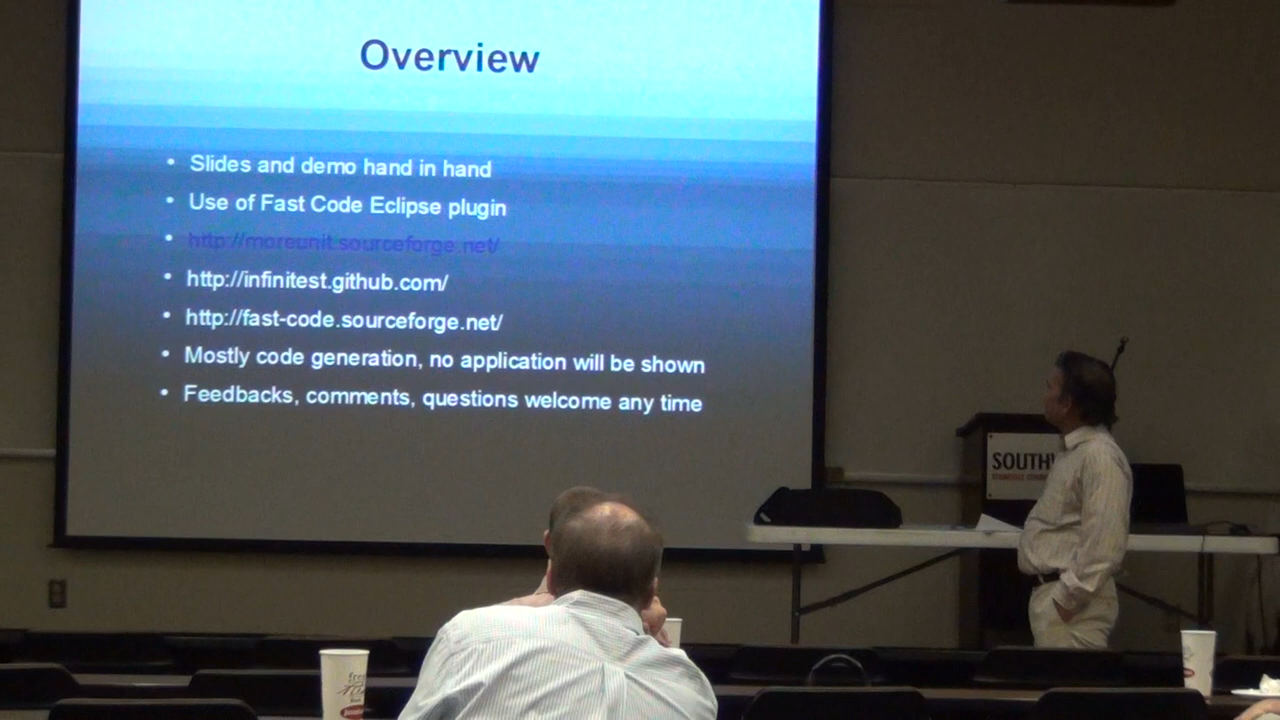 Overview
• Slides and demo hand in hand
• Use of Fast Code Eclipse plugin
• http://moreunit.sourceforge.net/
• http://infinitest.github.com/
• http://fast-code.sourceforge.net/
• Mostly code generation, no application will be shown
• Feedbacks, comments, questions welcome any time